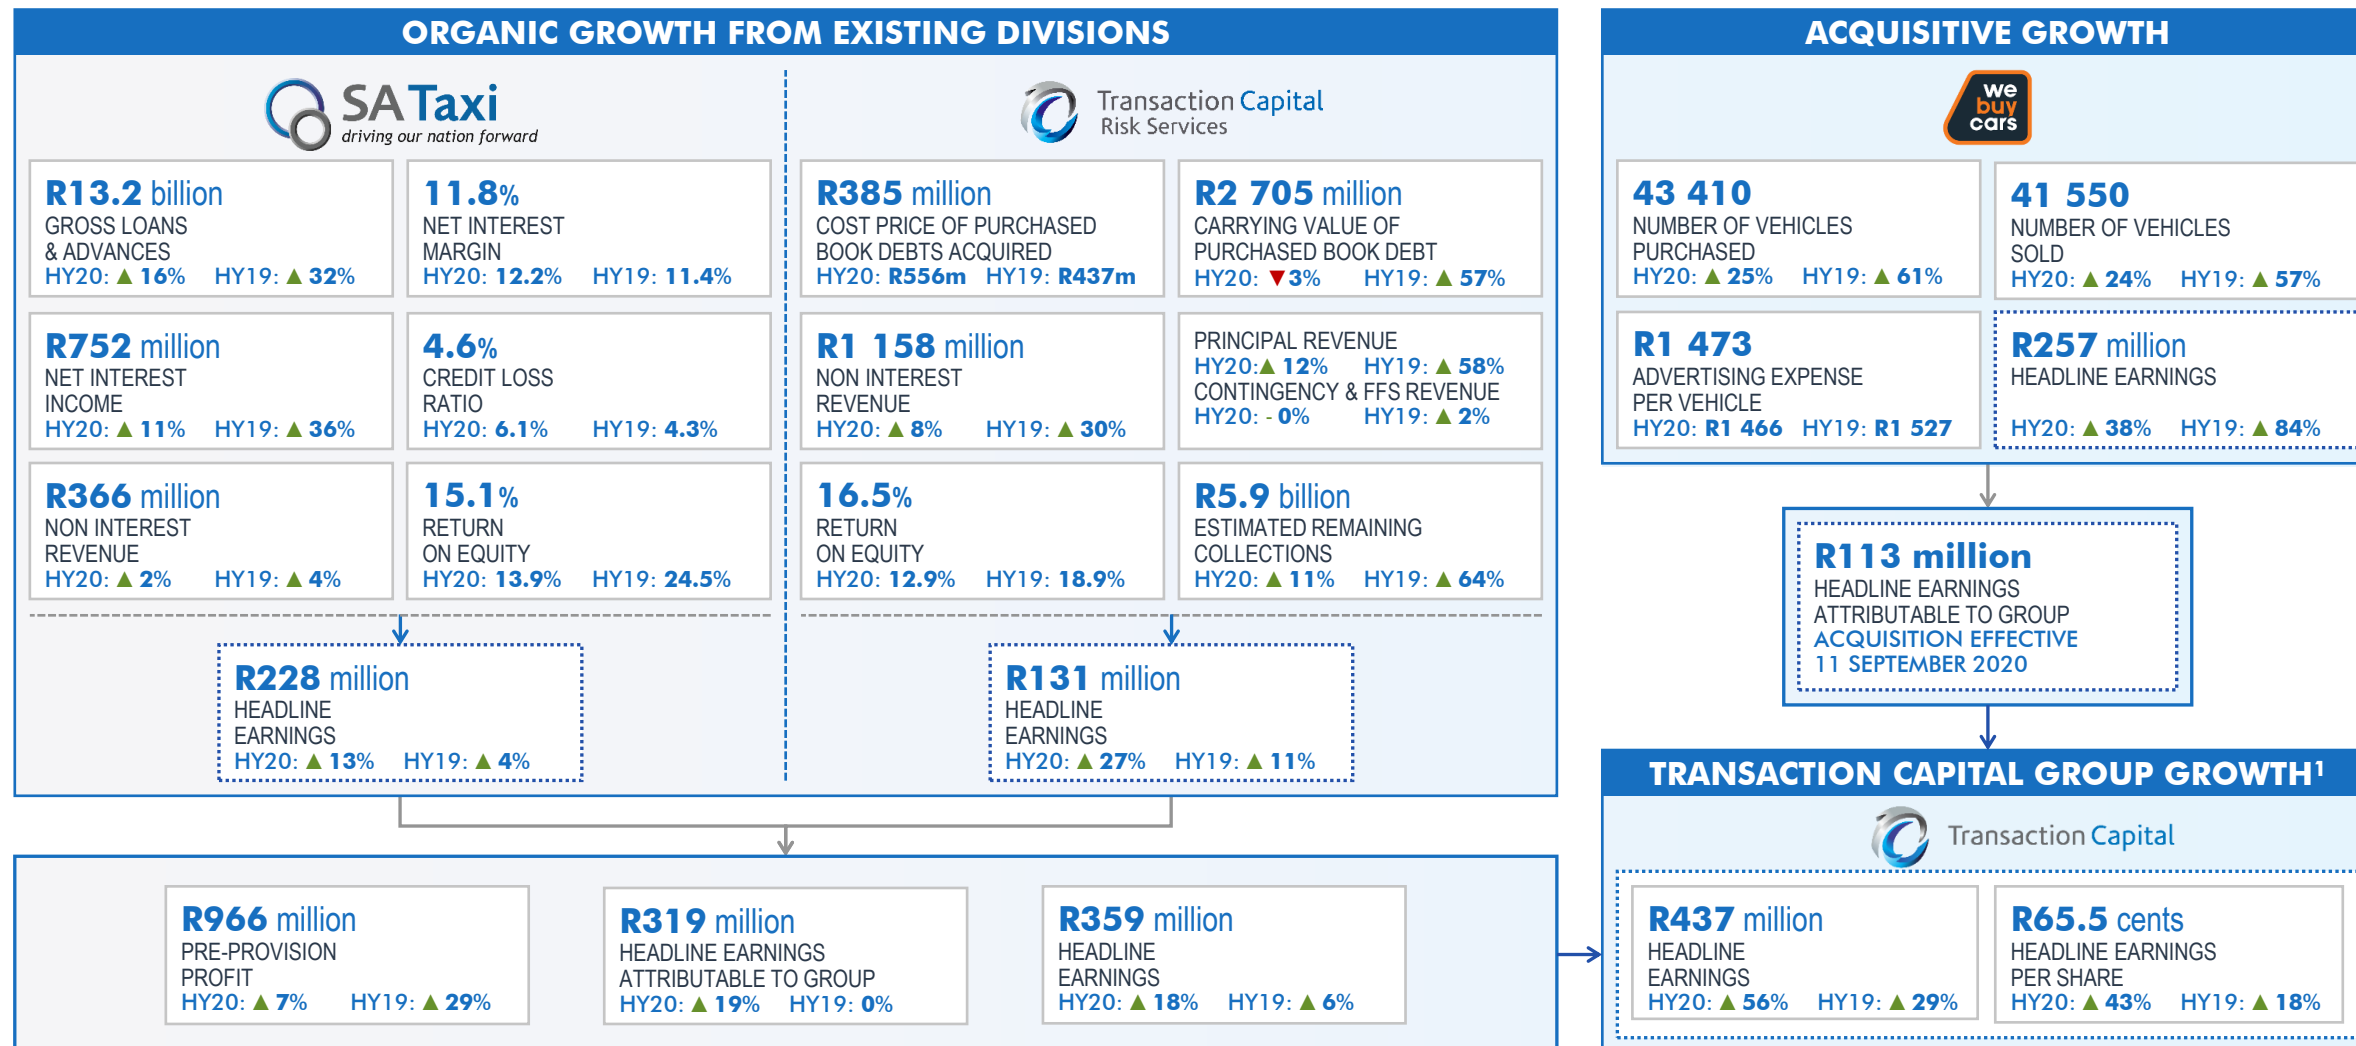 ORGANIC GROWTH FROM EXISTING DIVISIONS
SA Taxi
driving our nation forward
R13.2 billion
GROSS LOANS
& ADVANCES
HY20: ▲ 16% HY19: ▲ 32%
11.8%
NET INTEREST
MARGIN
HY20: 12.2% HY19: 11.4%
R752 million
NET INTEREST
INCOME
HY20: ▲ 11% HY19: ▲ 36%
4.6%
CREDIT LOSS
RATIO
HY20: 6.1% HY19: 4.3%
R366 million
NON INTEREST
REVENUE
HY20: ▲ 2% HY19: ▲ 4%
15.1%
RETURN
ON EQUITY
HY20: 13.9% HY19: 24.5%
R228 million
HEADLINE
EARNINGS
HY20: ▲ 13% HY19: ▲ 4%
Transaction Capital
Risk Services
R385 million
COST PRICE OF PURCHASED
BOOK DEBTS ACQUIRED
HY20: R556m HY19: R437m
R2 705 million
CARRYING VALUE OF
PURCHASED BOOK DEBT
HY20: ▼3% HY19: ▲ 57%
R1 158 million
NON INTEREST
REVENUE
HY20: ▲ 8% HY19: ▲ 30%
PRINCIPAL REVENUE
HY20:▲ 12% HY19: ▲ 58%
CONTINGENCY & FFS REVENUE
HY20: - 0% HY19: ▲ 2%
16.5%
RETURN
ON EQUITY
HY20: 12.9% HY19: 18.9%
R5.9 billion
ESTIMATED REMAINING
COLLECTIONS
HY20: ▲ 11% HY19: ▲ 64%
R131 million
HEADLINE
EARNINGS
HY20: ▲ 27% HY19: ▲ 11%
R966 million
PRE-PROVISION
PROFIT
HY20: ▲ 7% HY19: ▲ 29%
R319 million
HEADLINE EARNINGS
ATTRIBUTABLE TO GROUP
HY20: ▲ 19% HY19: 0%
R359 million
HEADLINE
EARNINGS
HY20: ▲ 18% HY19: ▲ 6%
ACQUISITIVE GROWTH
we
buy
cars
43 410
NUMBER OF VEHICLES
PURCHASED
HY20: ▲ 25% HY19: ▲ 61%
41 550
NUMBER OF VEHICLES
SOLD
HY20: ▲ 24% HY19: ▲ 57%
R1 473
ADVERTISING EXPENSE
PER VEHICLE
HY20: R1 466 HY19: R1 527
R257 million
HEADLINE EARNINGS
HY20: ▲ 38% HY19: ▲ 84%
R113 million
HEADLINE EARNINGS
ATTRIBUTABLE TO GROUP
ACQUISITION EFFECTIVE
11 SEPTEMBER 2020
TRANSACTION CAPITAL GROUP GROWTH¹
Transaction Capital
R437 million
HEADLINE
EARNINGS
HY20: ▲ 56% HY19: ▲ 29%
R65.5 cents
HEADLINE EARNINGS
PER SHARE
HY20: ▲ 43% HY19: ▲ 18%